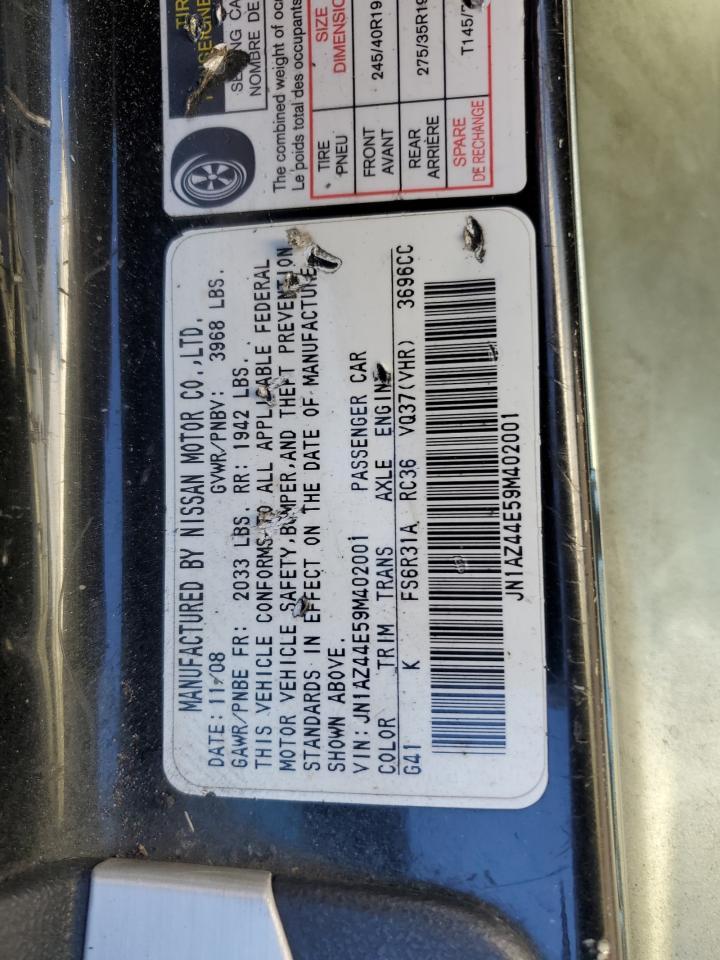 MANUFACTURED BY NISSAN MOTOR CO.,LTD.
DATE:11/08 GVWR/PNBV: 3968 LBS.
GAWR/PNBE FR: 2033 LBS. RR: 1942 LBS.
THIS VEHICLE CONFORMS TO ALL APPLICABLE FEDERAL
MOTOR VEHICLE SAFETY,BUMPER,AND THEFT PREVENTION
STANDARDS IN EFFECT ON THE DATE OF MANUFACTURE
SHOWN ABOVE.
VIN:JN1AZ44E59M402001 PASSENGER CAR
COLOR TRIM TRANS AXLE ENGINE
G41 K FS6R31A RC36 VQ37(VHR) 3696CC
JN1AZ44E59M402001
TIR
NOMBRE DE
The combined weight of occ
Le poids total des occupants
TIRE SIZE
PNEU DIMENSIO
FRONT 245/40R19
AVANT
REAR 275/35R19
ARRIÈRE
SPARE T145/
DE RECHANGE